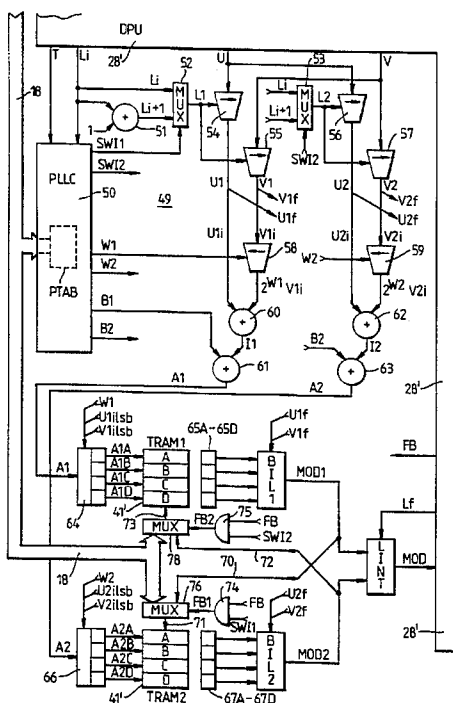 DPU
T
Li
28'
52
U
53
V
18
Li
MUX
L1
Li
MUX
L2
Li+1
Li+1
1
51
54
56
57
SWI1
SWI2
55
SWI2
PLLC
50
49
U1
V1
V1f
U1f
U2
V2
V2f
U2f
U1i
V1i
U2i
V2i
PTAB
W1
58
W2
59
W2
2W1 V1i
2W2 V2i
B1
60
62
B2
I1
B2
I2
61
63
A1
A2
28'
W1
U1ilsb
V1ilsb
65A-65D
U1f
V1f
FB
TRAM1
A1
A1A
A1B
A1C
A1D
A
B
C
D
BIL1
MOD1
Lf
64
41'
73
75
FB2
FB
SWI2
MUX
78
70
72
LINT
MOD
18
W2
U2ilsb
V2ilsb
76
74
MUX
FB1
FB
SWI1
U2f
V2f
28'
71
A2
A2A
A2B
A2C
A2D
A
B
C
D
BIL2
MOD2
66
41'
TRAM2
67A-67D